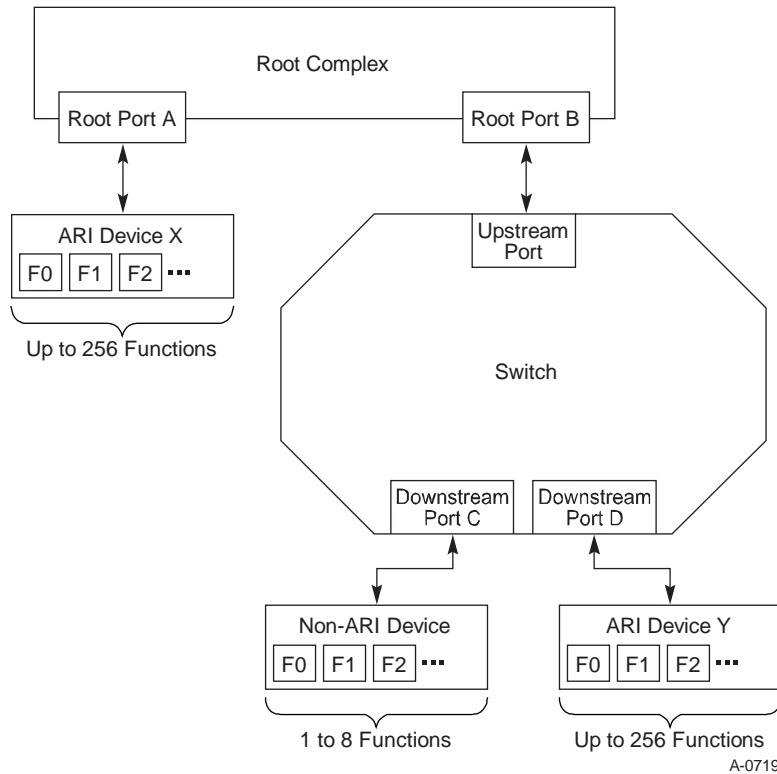 Root Complex
Root Port A
Root Port B
ARI Device X
F0 F1 F2
Up to 256 Functions
Upstream
Port
Switch
Downstream
Port C
Downstream
Port D
Non-ARI Device
F0 F1 F2
1 to 8 Functions
ARI Device Y
F0 F1 F2
Up to 256 Functions
A-0719